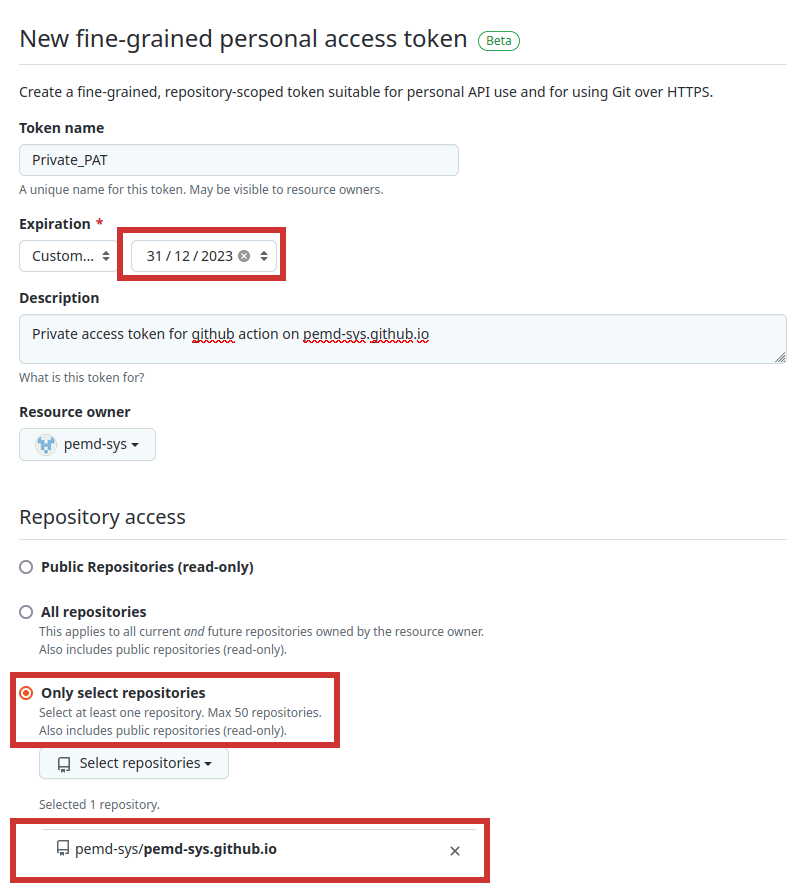 New fine-grained personal access token Beta
Create a fine-grained, repository-scoped token suitable for personal API use and for using Git over HTTPS.
Token name
Private_PAT
A unique name for this token. May be visible to resource owners.
Expiration *
Custom... 31 / 12 / 2023
Description
Private access token for github action on pemd-sys.github.io
What is this token for?
Resource owner
pemd-sys
Repository access
Public Repositories (read-only)
All repositories
This applies to all current and future repositories owned by the resource owner.
Also includes public repositories (read-only).
Only select repositories
Select at least one repository. Max 50 repositories.
Also includes public repositories (read-only).
Select repositories
Selected 1 repository.
pemd-sys/pemd-sys.github.io